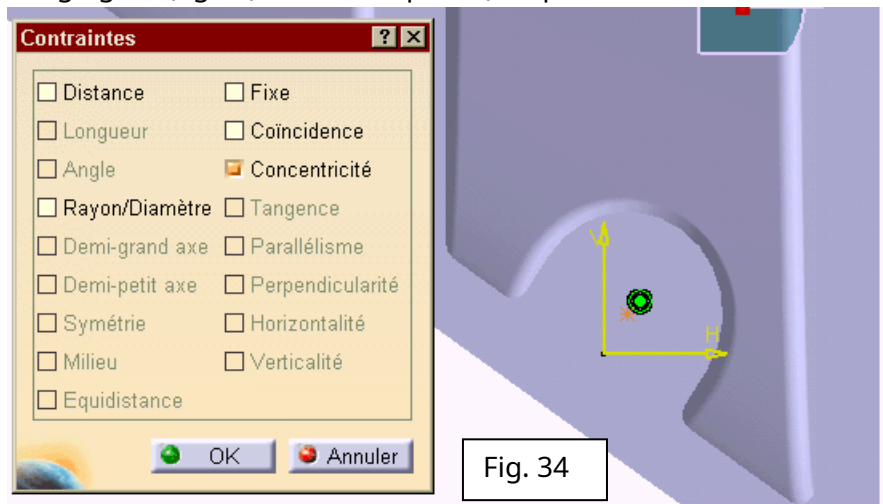 Contraintes
Distance
Fixe
Longueur
Coïncidence
Angle
Concentricité
Rayon/Diamètre
Tangence
Demi-grand axe
Parallélisme
Demi-petit axe
Perpendicularité
Symétrie
Horizontalité
Milieu
Verticalité
Equidistance
OK
Annuler
V
H
Fig. 34